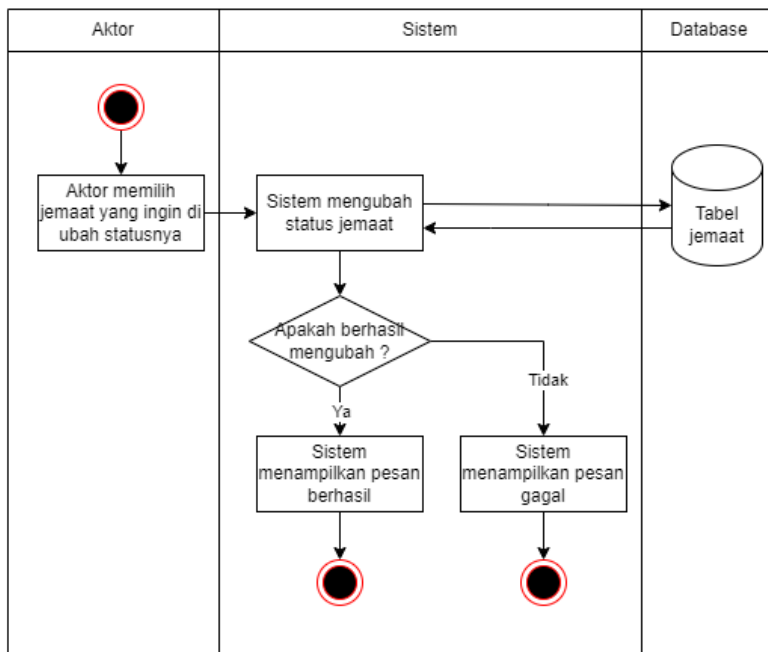 Aktor
Sistem
Database
Aktor memilih
jemaat yang ingin di
ubah statusnya
Sistem mengubah
status jemaat
Tabel
jemaat
Apakah berhasil
mengubah ?
Tidak
Ya
Sistem
menampilkan pesan
berhasil
Sistem
menampilkan pesan
gagal